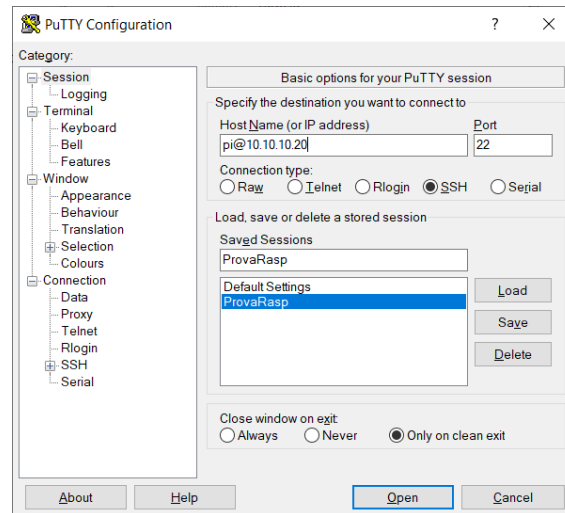 PuTTY Configuration
?
Category:
Session
Logging
Terminal
Keyboard
Bell
Features
Window
Appearance
Behaviour
Translation
Selection
Colours
Connection
Data
Proxy
Telnet
Rlogin
SSH
Serial
Basic options for your PuTTY session
Specify the destination you want to connect to
Host Name (or IP address) Port
pi@10.10.10.20 22
Connection type:
Raw Telnet Rlogin SSH Serial
Load, save or delete a stored session
Saved Sessions
ProvaRasp
Default Settings
ProvaRasp
Load
Save
Delete
Close window on exit:
Always Never Only on clean exit
About Help Open Cancel